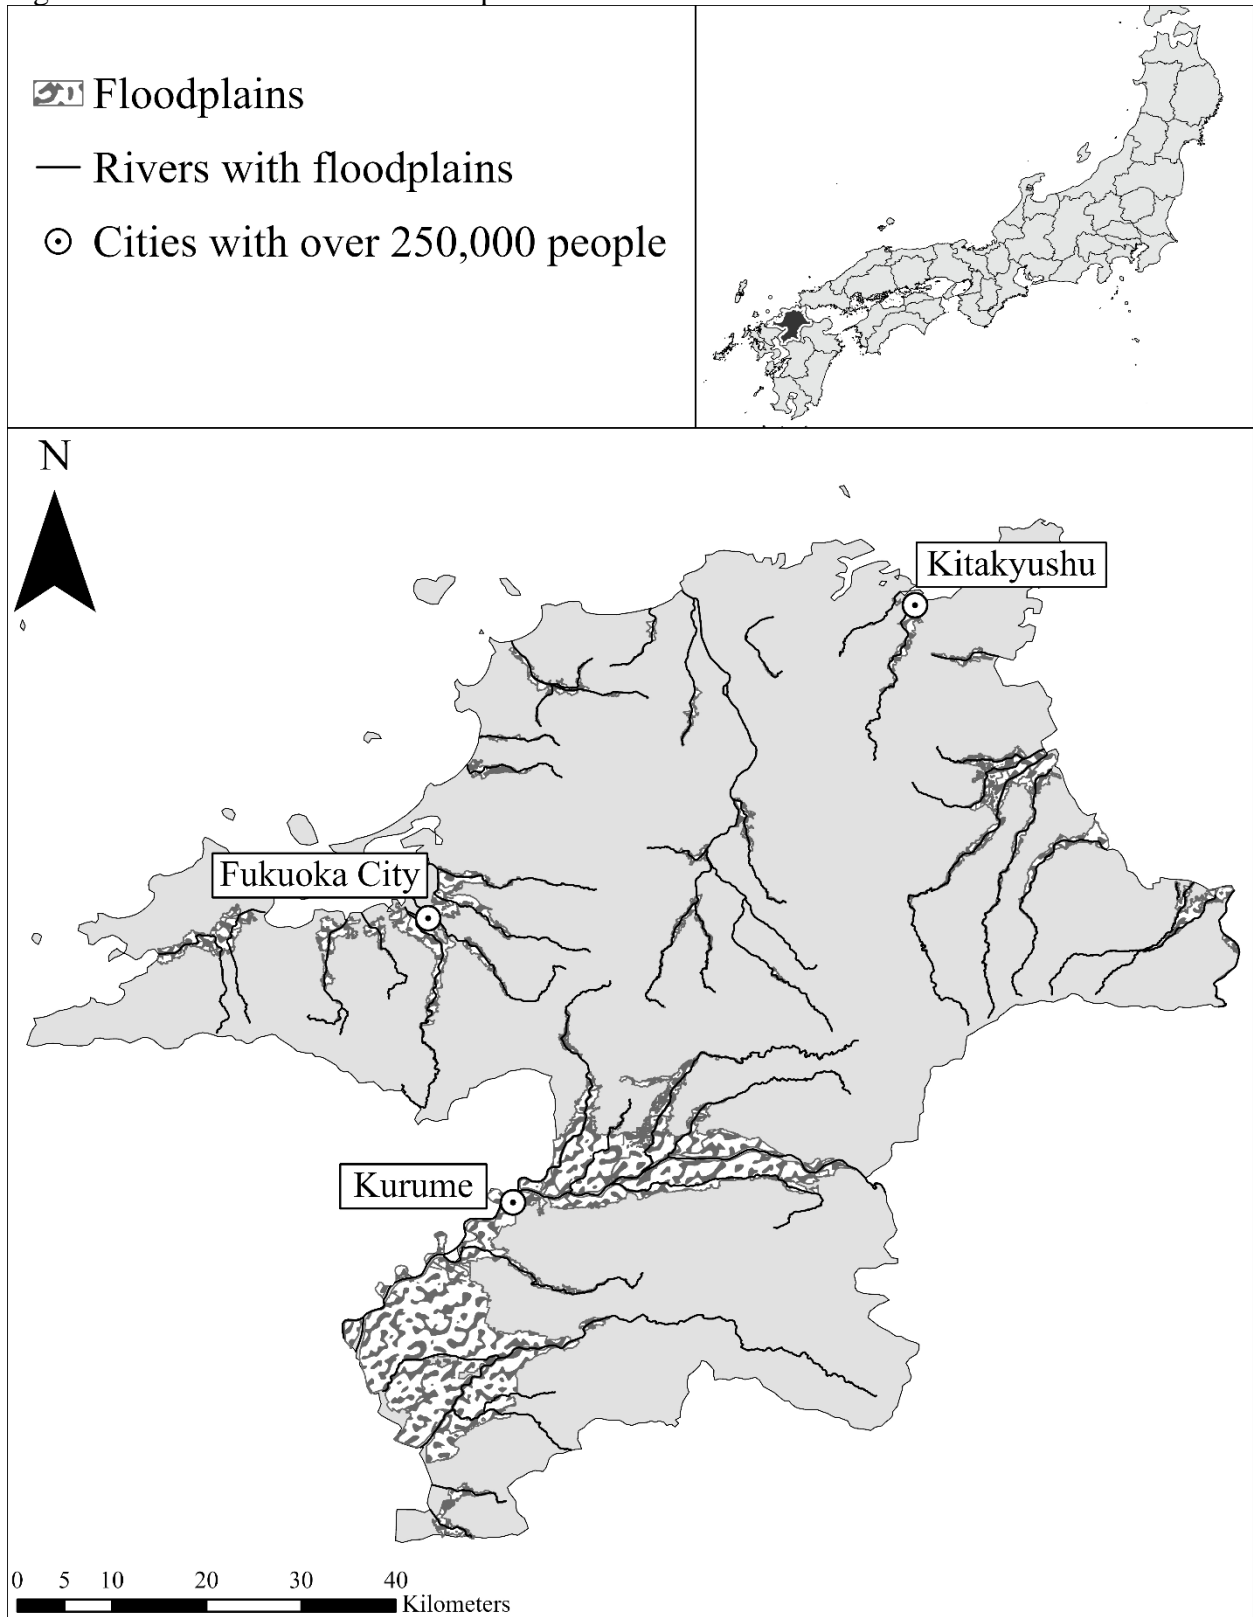 Floodplains
Rivers with floodplains
Cities with over 250,000 people
N
Kitakyushu
Fukuoka City
Kurume
0 5 10 20 30 40
Kilometers